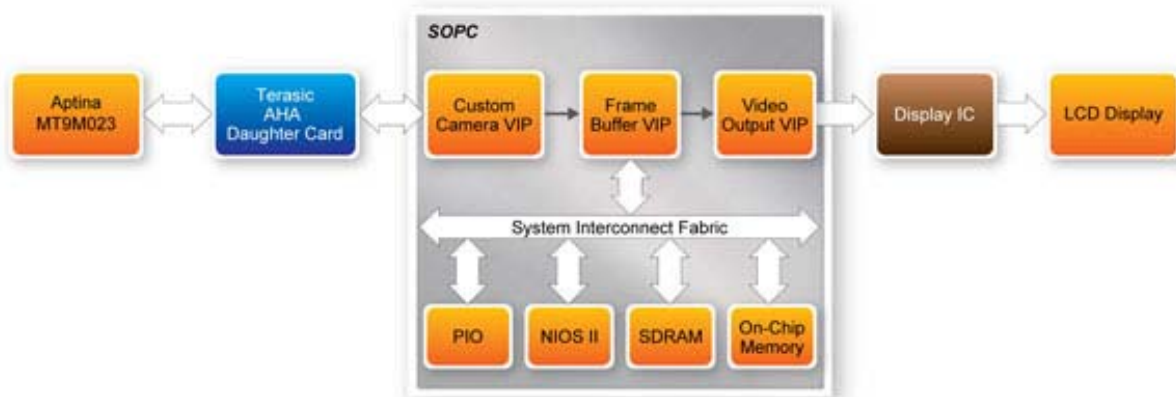 SOPC
Aptina
MT9M023
Terasic
AHA
Daughter Card
Custom
Camera VIP
Frame
Buffer VIP
Video
Output VIP
Display IC
LCD Display
System Interconnect Fabric
PIO
NIOS II
SDRAM
On-Chip
Memory